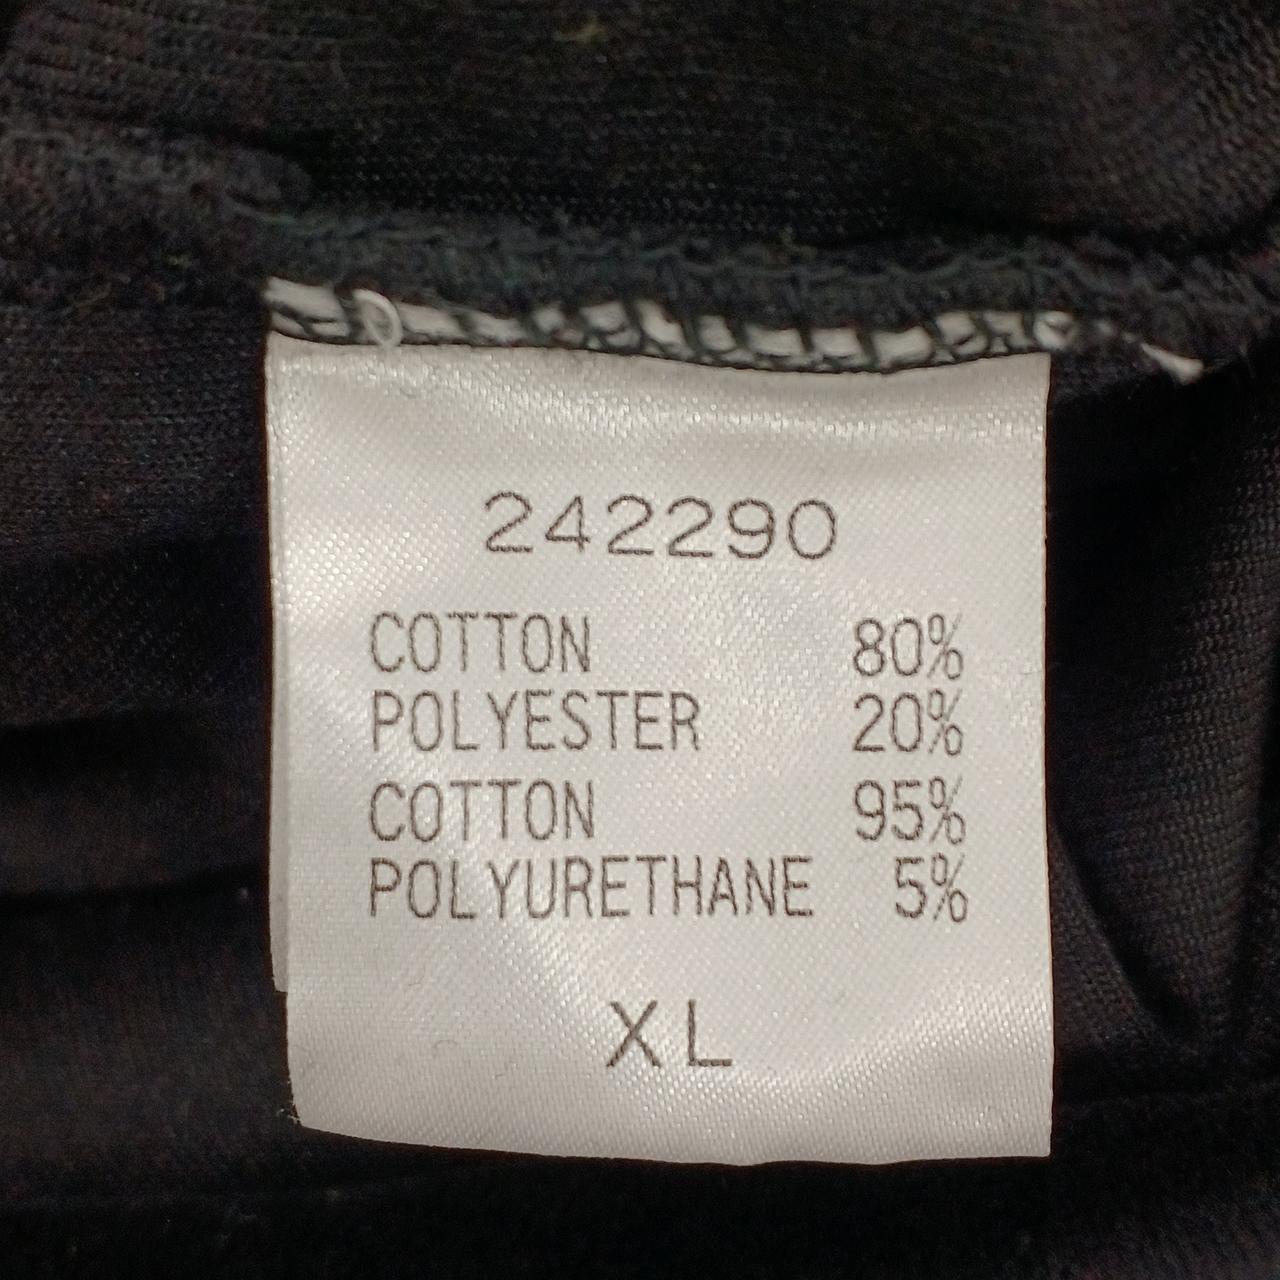 242290
COTTON 80%
POLYESTER 20%
COTTON 95%
POLYURETHANE 5%
XL